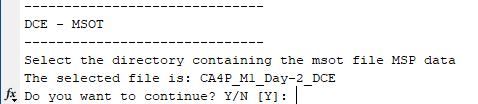 ------------------------------
DCE - MSOT
------------------------------
Select the directory containing the msot file MSP data
The selected file is: CA4P_M1_Day-2_DCE
fx Do you want to continue? Y/N [Y]: